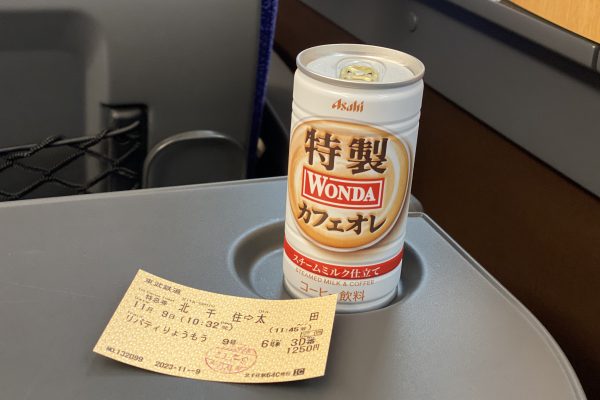 Asahi
特製
WONDA
カフェオレ
スチームミルク仕立て
STEAMED MILK & COFFEE
コーヒー飲料
東武鉄道
特急券
北千住⇨太田
11月 9日(10:32発) (11:45着)
リバティりょうもう 9号 6号車 30番
1250円
NO.132099 2023-11--9